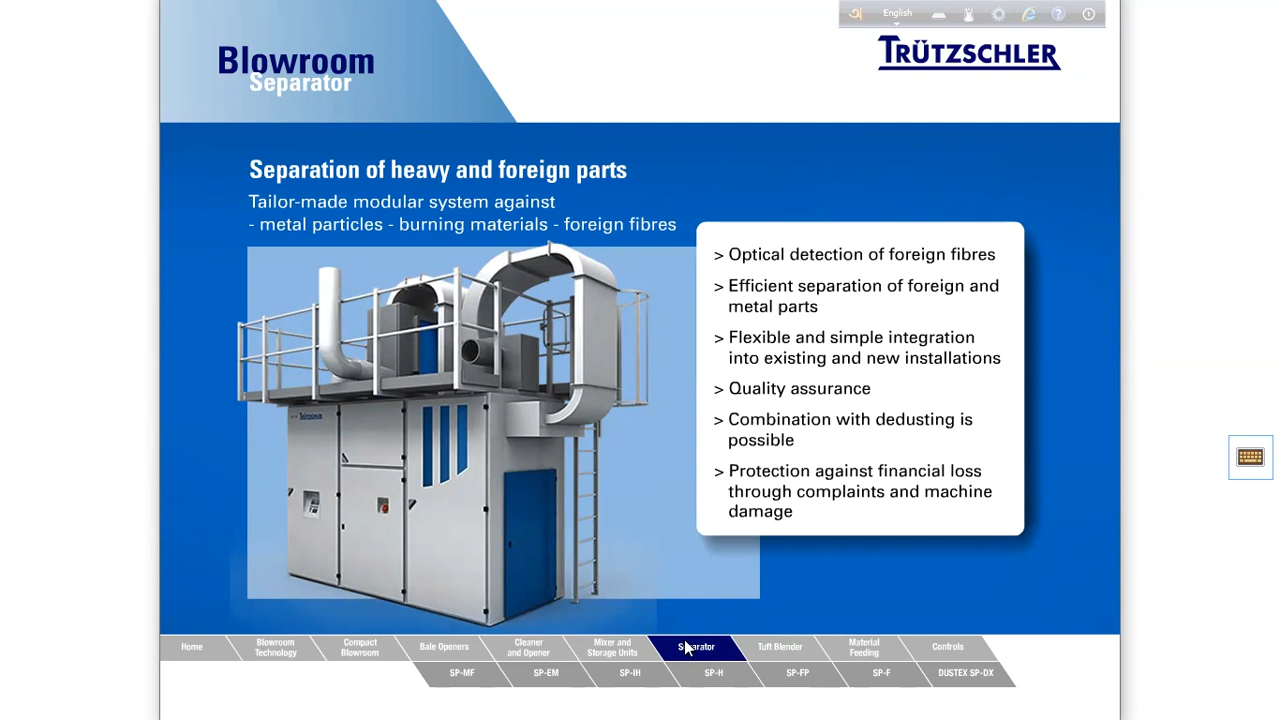 English
Blowroom
Separator
TRÜTZSCHLER
Separation of heavy and foreign parts
Tailor-made modular system against
- metal particles - burning materials - foreign fibres
> Optical detection of foreign fibres
> Efficient separation of foreign and
metal parts
> Flexible and simple integration
into existing and new installations
> Quality assurance
> Combination with dedusting is
possible
> Protection against financial loss
through complaints and machine
damage
TRÜTZSCHLER
Home
Blowroom
Technology
Compact
Blowroom
Bale Openers
Cleaner
and Opener
Mixer and
Storage Units
Separator
Tuft Blender
Material
Feeding
Controls
SP-MF
SP-EM
SP-IH
SP-H
SP-FP
SP-F
DUSTEX SP-DX